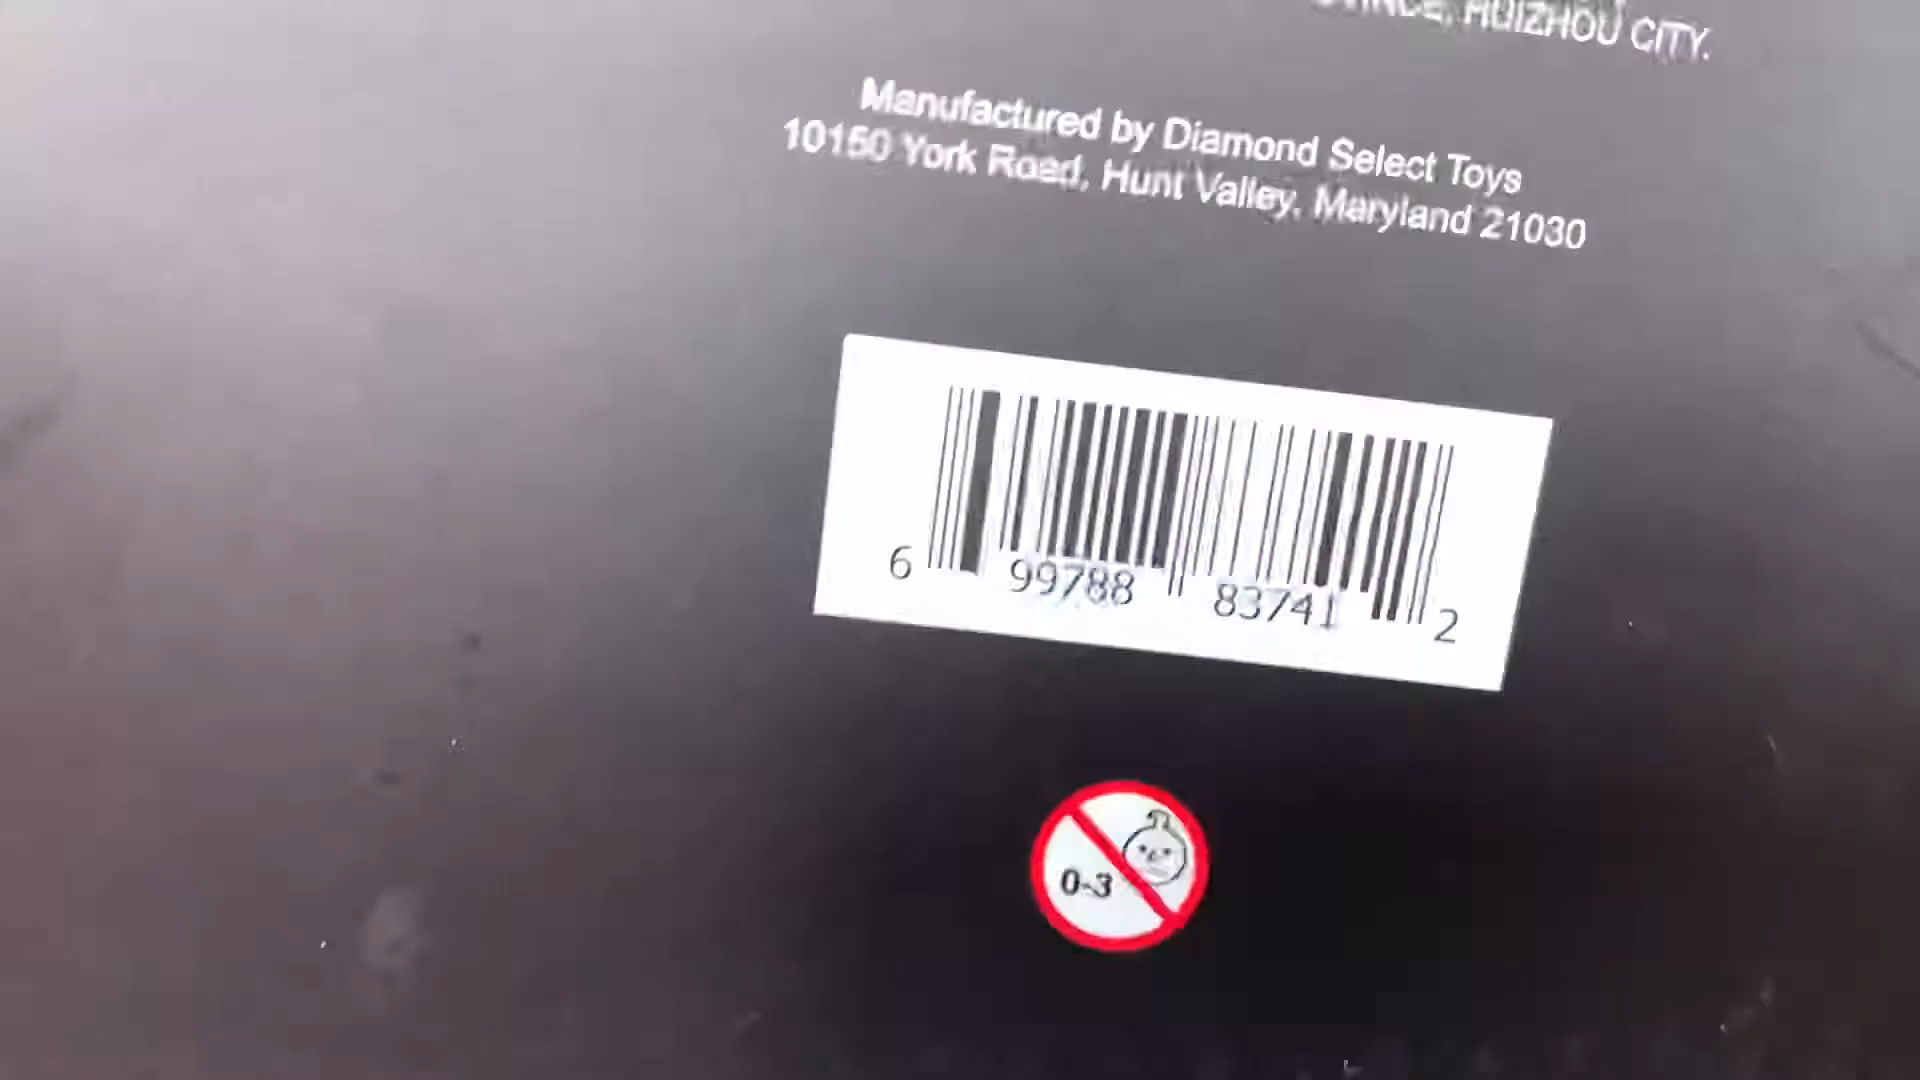 HUIZHOU CITY.
Manufactured by Diamond Select Toys
10150 York Road, Hunt Valley, Maryland 21030
6 99788 83741 2
0-3